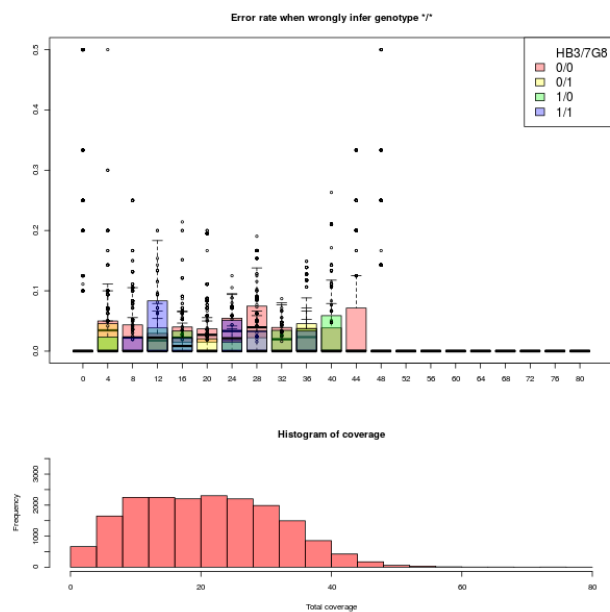 Error rate when wrongly infer genotype */*
0.5
0.4
0.3
0.2
0.1
0.0
HB3/7G8
0/0
0/1
1/0
1/1
0 4 8 12 16 20 24 28 32 36 40 44 48 52 56 60 64 68 72 76 80
Histogram of coverage
Frequency
3000
2000
1000
0
0 20 40 60 80
Total coverage